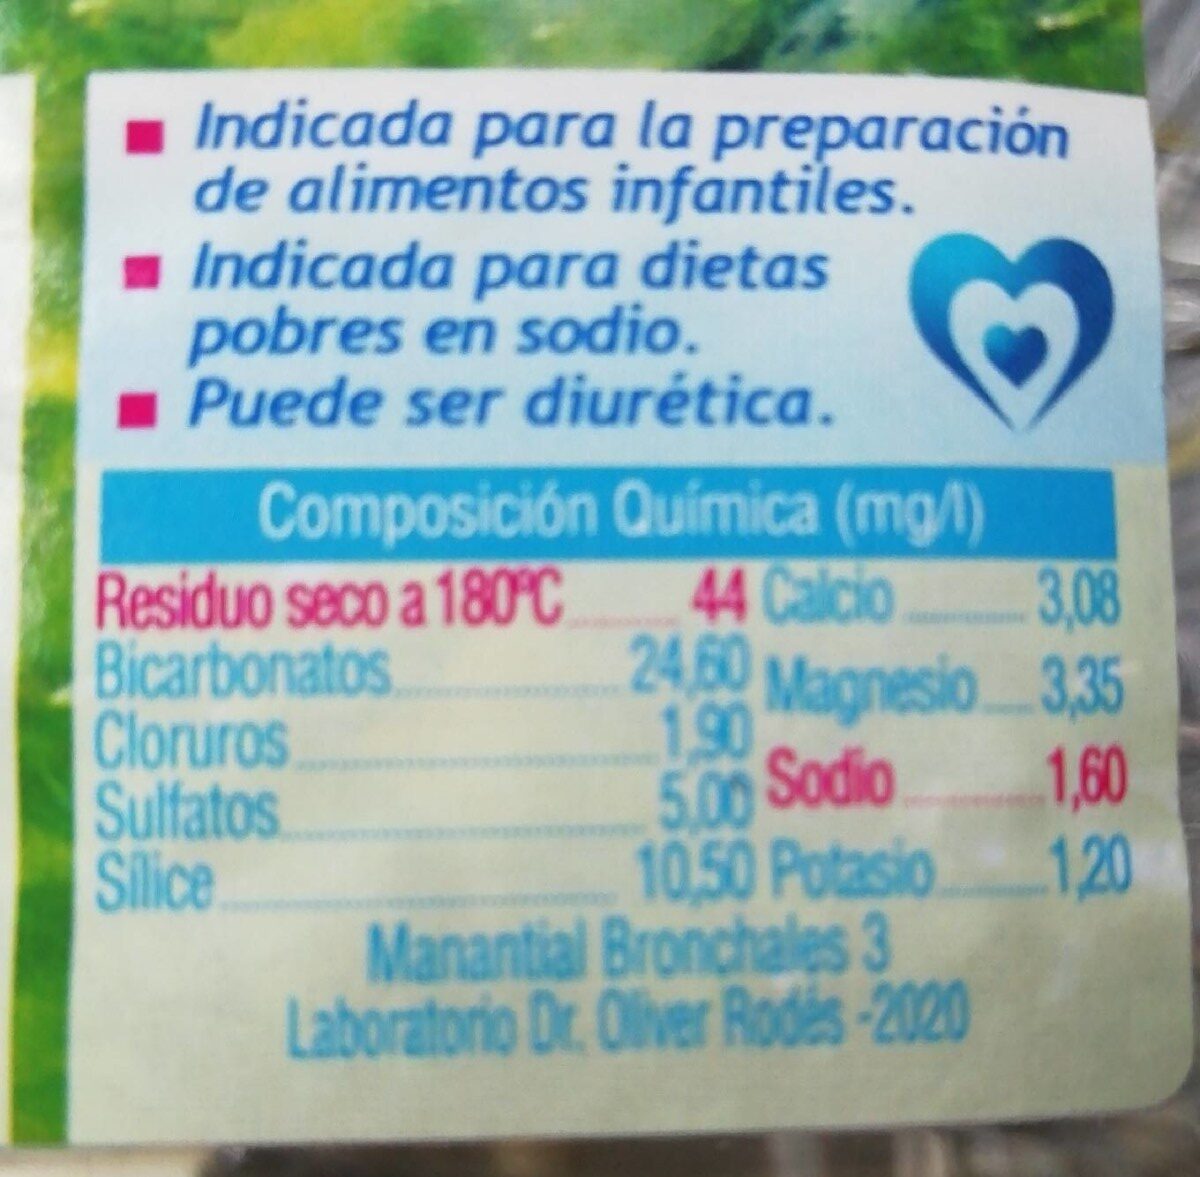 Indicada para la preparación
de alimentos infantiles.
Indicada para dietas
pobres en sodio.
Puede ser diurética.
Composición Química (mg/l)
Residuo seco a 180ºC 44 Calcio 3,08
Bicarbonatos 24,60 Magnesio 3,35
Cloruros 1,90
Sulfatos 5,00 Sodio 1,60
Sílice 10,50 Potasio 1,20
Manantial Bronchales 3
Laboratorio Dr. Oliver Rodés -2020